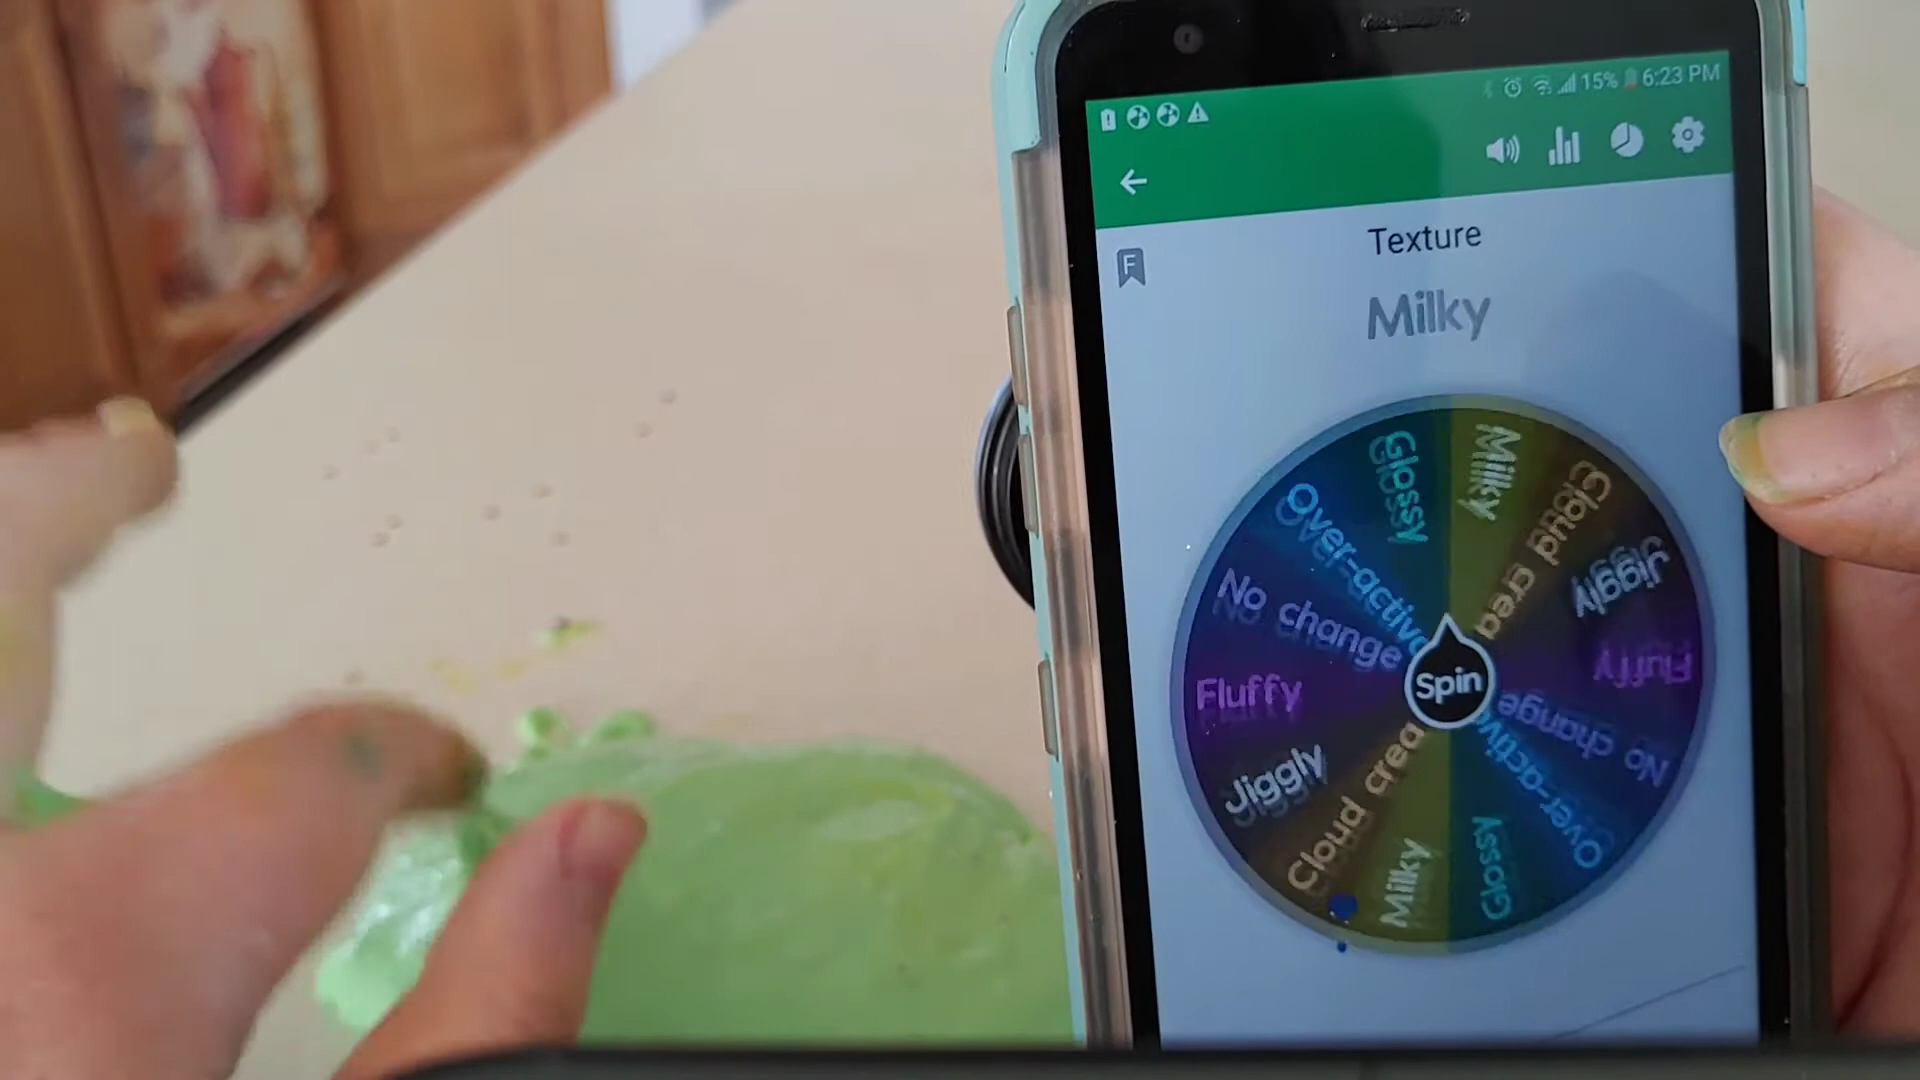 15% 6:23 PM
F
Texture
Milky
Glossy
Milky
Cloud crea
Jiggly
Fluffy
No change
Over-active
Glossy
Milky
Cloud crea
Jiggly
Fluffy
No change
Over-active
Spin